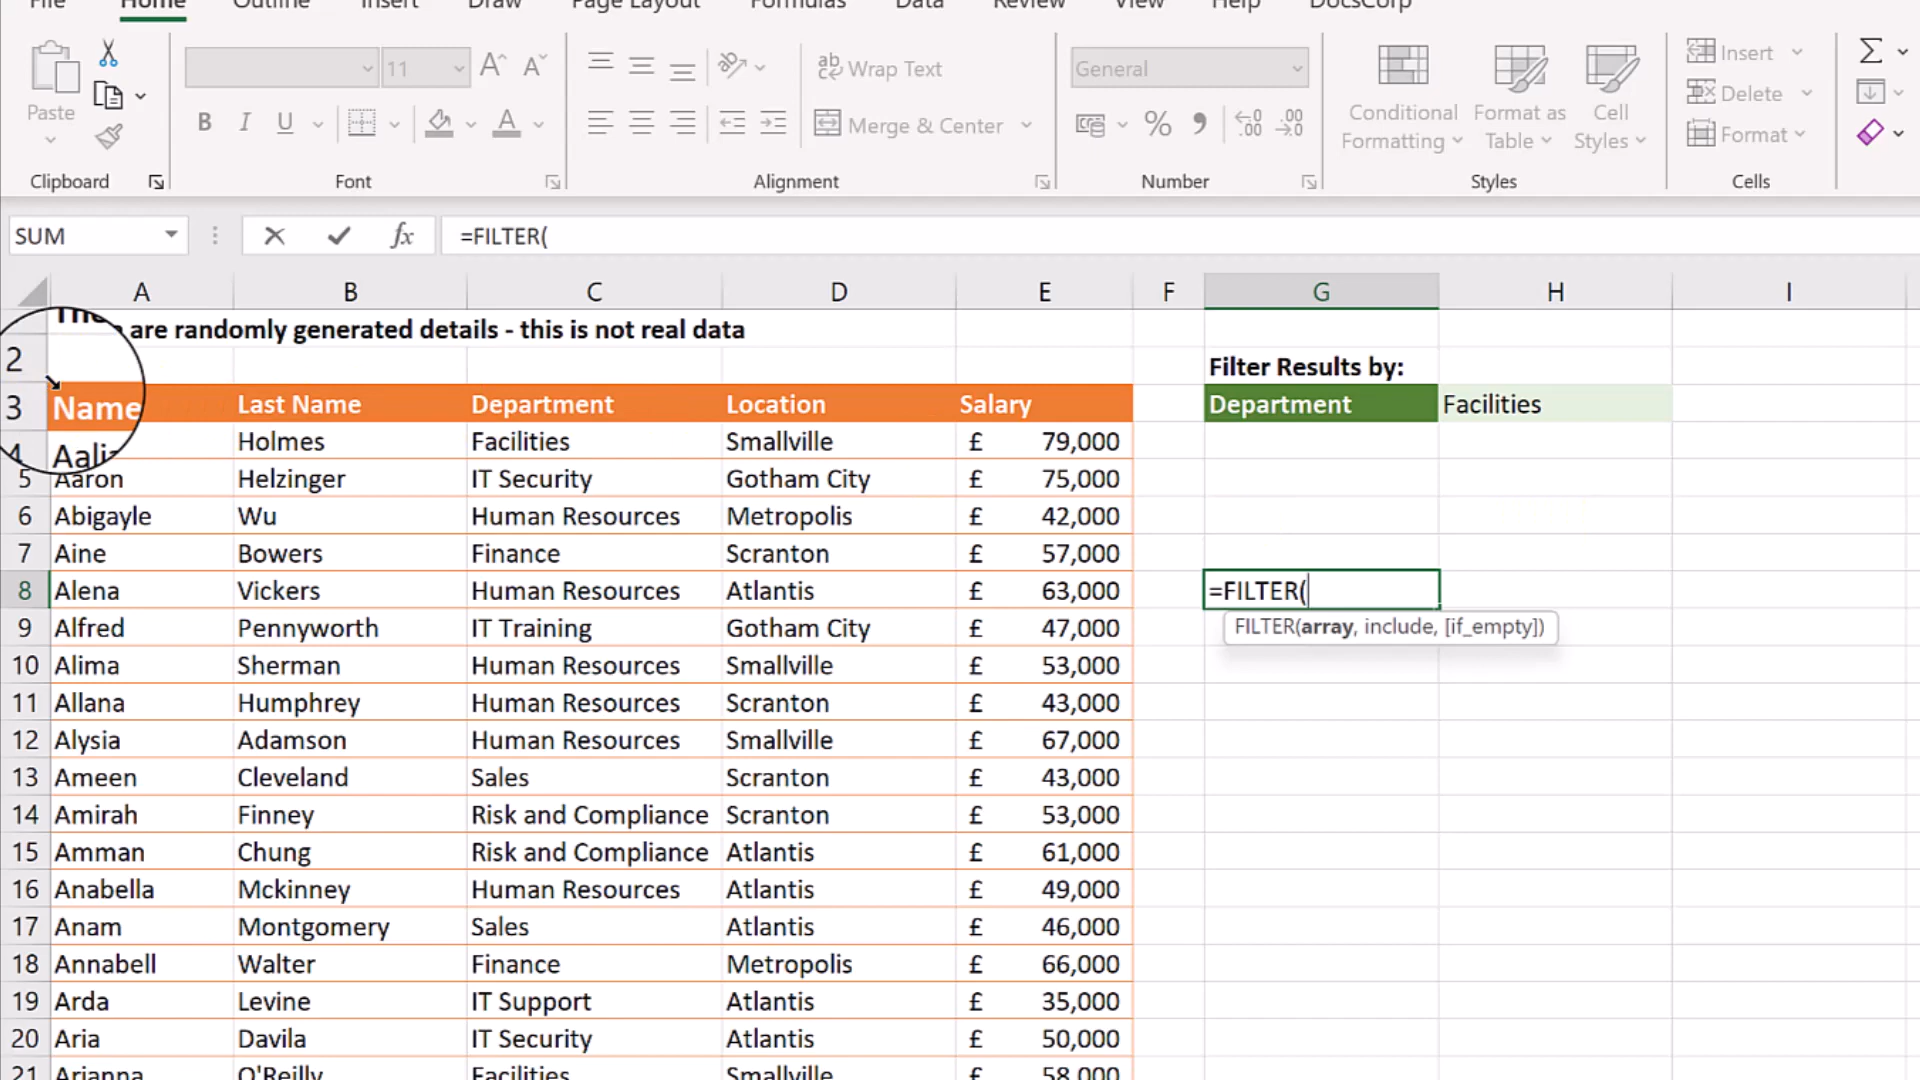 File Home Outline Insert Draw Page Layout Formulas Data Review View Help DocsCorp
Paste
11
B I U
ab Wrap Text
Merge & Center
General
% 
Conditional Formatting
Format as Table
Cell Styles
Insert
Delete
Format
Clipboard Font Alignment Number Styles Cells
SUM fx =FILTER(
A B C D E F G H I
are randomly generated details - this is not real data
2 Filter Results by:
3 Name Last Name Department Location Salary Department Facilities
4 Holmes Facilities Smallville £ 79,000
5 Aaron Helzinger IT Security Gotham City £ 75,000
6 Abigayle Wu Human Resources Metropolis £ 42,000
7 Aine Bowers Finance Scranton £ 57,000
8 Alena Vickers Human Resources Atlantis £ 63,000 =FILTER(
9 Alfred Pennyworth IT Training Gotham City £ 47,000 FILTER(array, include, [if_empty])
10 Alima Sherman Human Resources Smallville £ 53,000
11 Allana Humphrey Human Resources Scranton £ 43,000
12 Alysia Adamson Human Resources Smallville £ 67,000
13 Ameen Cleveland Sales Scranton £ 43,000
14 Amirah Finney Risk and Compliance Scranton £ 53,000
15 Amman Chung Risk and Compliance Atlantis £ 61,000
16 Anabella Mckinney Human Resources Atlantis £ 49,000
17 Anam Montgomery Sales Atlantis £ 46,000
18 Annabell Walter Finance Metropolis £ 66,000
19 Arda Levine IT Support Atlantis £ 35,000
20 Aria Davila IT Security Atlantis £ 50,000
21 Arianna O'Reilly Facilities Smallville £ 58,000